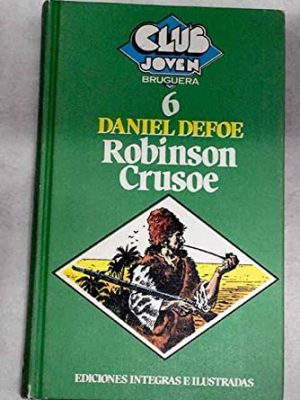 CLUB
JOVEN
BRUGUERA
6
DANIEL DEFOE
Robinson
Crusoe
EDICIONES INTEGRAS E ILUSTRADAS